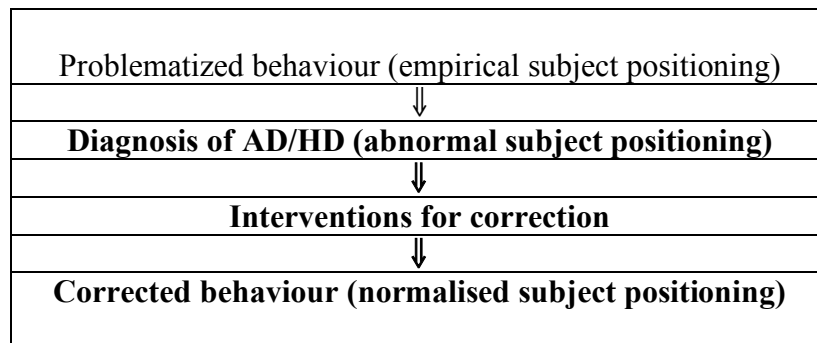 Problematized behaviour (empirical subject positioning)
⇓
Diagnosis of AD/HD (abnormal subject positioning)
⇓
Interventions for correction
⇓
Corrected behaviour (normalised subject positioning)